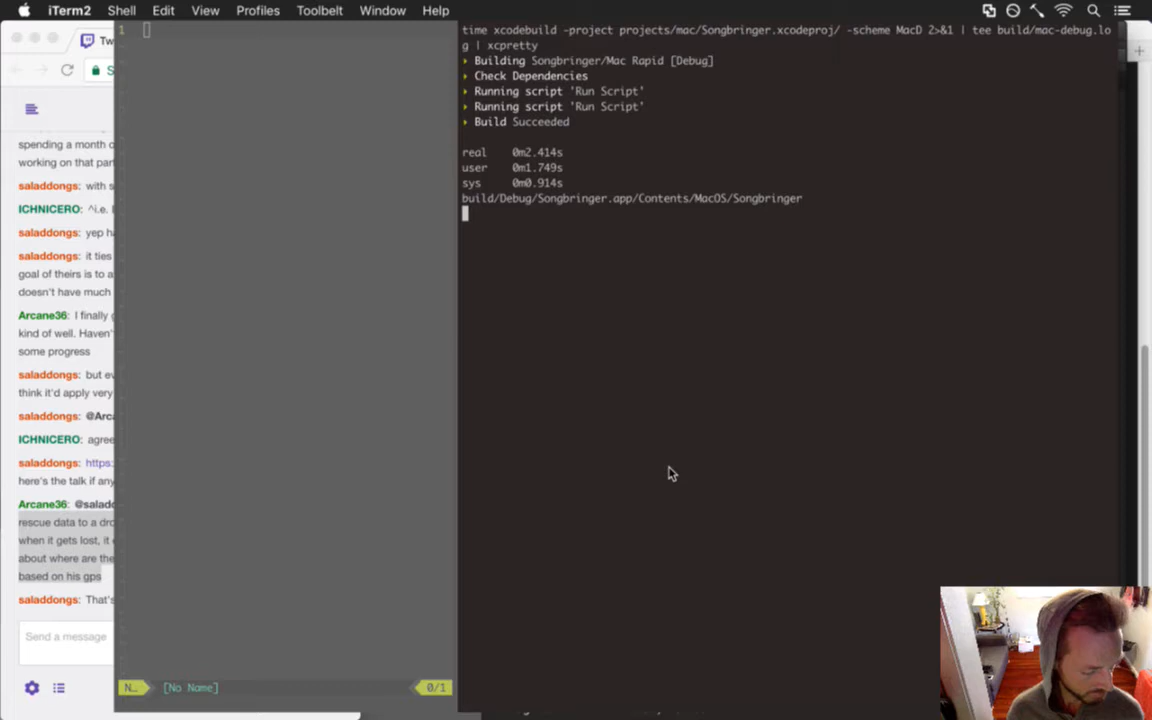 iTerm2 Shell Edit View Profiles Toolbelt Window Help
Tw
S
spending a month o
working on that par
saladdongs: with s
ICHNICERO: ^i.e. I
saladdongs: yep ha
saladdongs: it ties
goal of theirs is to a
doesn't have much
Arcane36: I finally g
kind of well. Haven'
some progress
saladdongs: but ev
think it'd apply very
saladdongs: @Arca
ICHNICERO: agree
saladdongs: https:
here's the talk if any
Arcane36: @salad
rescue data to a dro
when it gets lost, it
about where are the
based on his gps
saladdongs: That's
Send a message
1
N... [No Name] 0/1
time xcodebuild -project projects/mac/Songbringer.xcodeproj/ -scheme MacD 2>&1 | tee build/mac-debug.lo
g | xcpretty
Building Songbringer/Mac Rapid [Debug]
Check Dependencies
Running script 'Run Script'
Running script 'Run Script'
Build Succeeded
real 0m2.414s
user 0m1.749s
sys 0m0.914s
build/Debug/Songbringer.app/Contents/MacOS/Songbringer